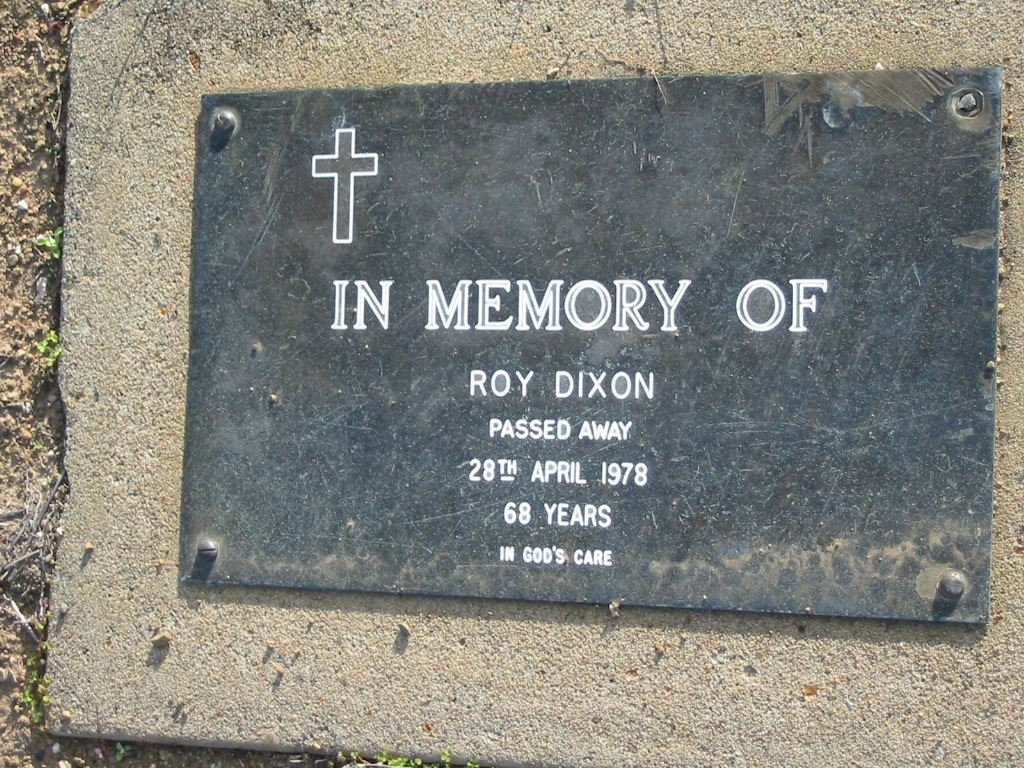 IN MEMORY OF
ROY DIXON
PASSED AWAY
28TH APRIL 1978
68 YEARS
IN GOD'S CARE